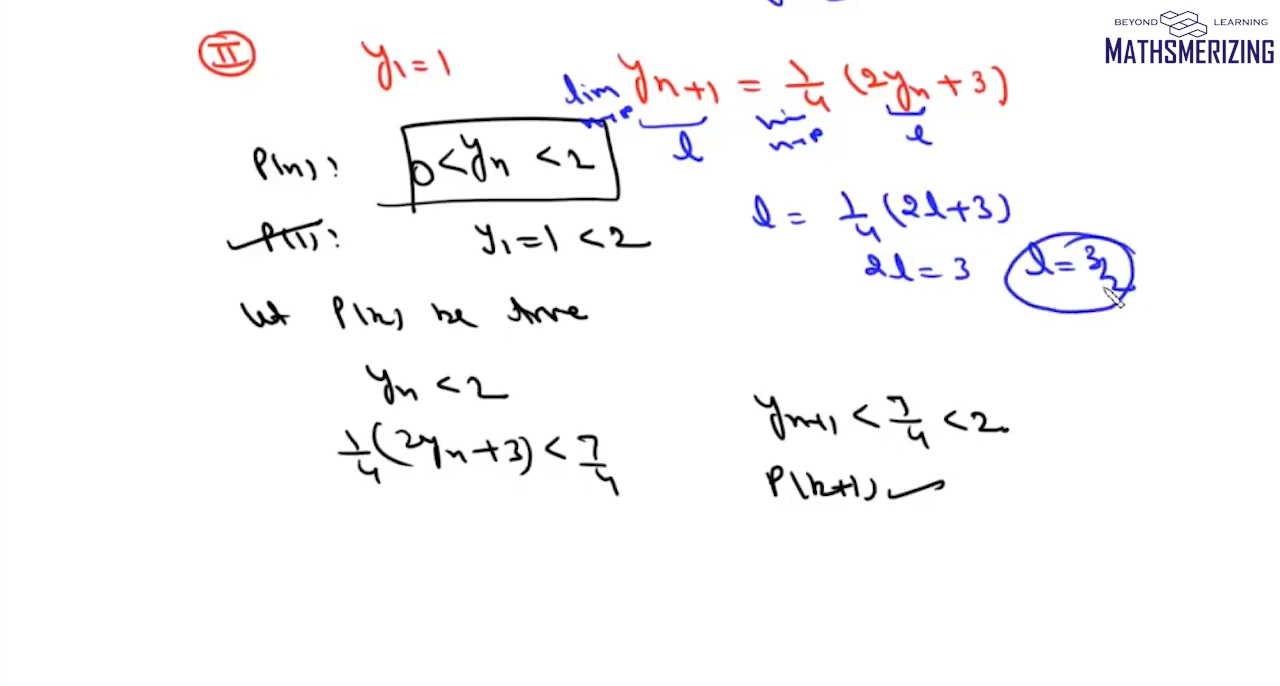 BEYOND LEARNING
MATHSMERIZING
II
y₁ = 1
lim n→∞ yₙ₊₁ = 1/4 (2yₙ + 3)
l
lim n→∞
l
P(n):
0 < yₙ < 2
P(1):
y₁ = 1 < 2
l = 1/4 (2l + 3)
2l = 3
l = 3/2
let P(k) be true
yₙ < 2
1/4 (2yₙ + 3) < 7/4
yₙ₊₁ < 7/4 < 2.
P(k+1) ✓